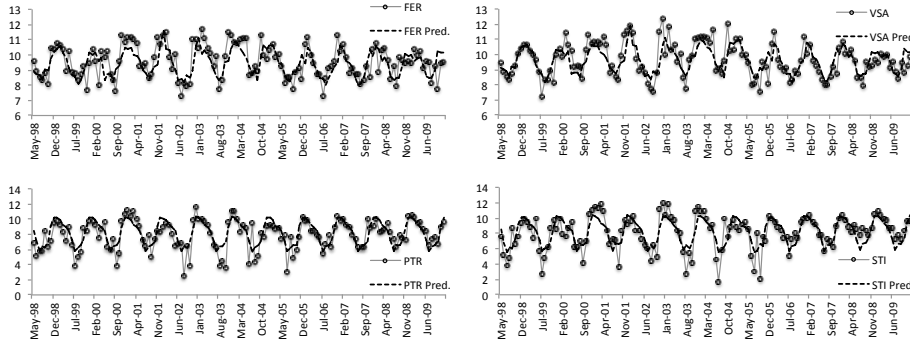 FER
FER Pred.
12
11
10
9
8
7
6
May-98
Dec-98
Jul-99
Feb-00
Sep-00
Apr-01
Nov-01
Jun-02
Jan-03
Aug-03
Mar-04
Oct-04
May-05
Dec-05
Jul-06
Feb-07
Sep-07
Apr-08
Nov-08
Jun-09
VSA
VSA Pred.
13
12
11
10
9
8
7
6
May-98
Dec-98
Jul-99
Feb-00
Sep-00
Apr-01
Nov-01
Jun-02
Jan-03
Aug-03
Mar-04
Oct-04
May-05
Dec-05
Jul-06
Feb-07
Sep-07
Apr-08
Nov-08
Jun-09
14
12
10
8
6
4
2
0
PTR
PTR Pred.
May-98
Dec-98
Jul-99
Feb-00
Sep-00
Apr-01
Nov-01
Jun-02
Jan-03
Aug-03
Mar-04
Oct-04
May-05
Dec-05
Jul-06
Feb-07
Sep-07
Apr-08
Nov-08
Jun-09
14
12
10
8
6
4
2
0
STI
STI Pred.
May-98
Dec-98
Jul-99
Feb-00
Sep-00
Apr-01
Nov-01
Jun-02
Jan-03
Aug-03
Mar-04
Oct-04
May-05
Dec-05
Jul-06
Feb-07
Sep-07
Apr-08
Nov-08
Jun-09